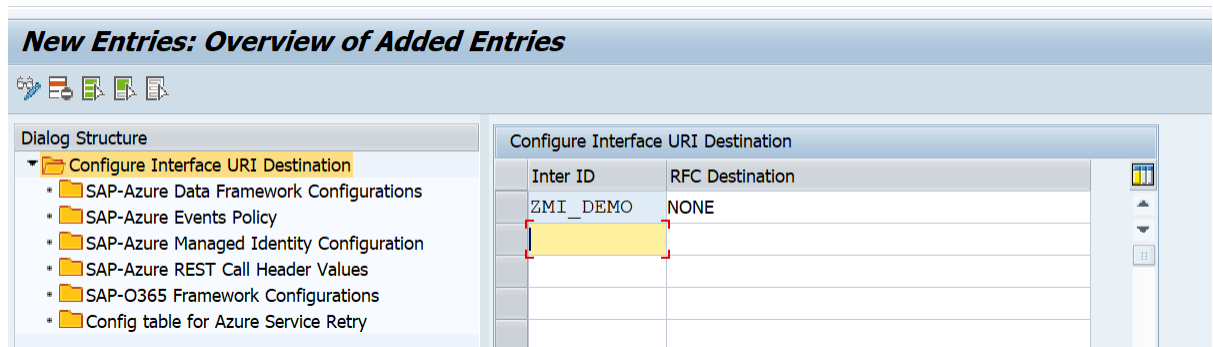 New Entries: Overview of Added Entries
Dialog Structure
Configure Interface URI Destination
SAP-Azure Data Framework Configurations
SAP-Azure Events Policy
SAP-Azure Managed Identity Configuration
SAP-Azure REST Call Header Values
SAP-O365 Framework Configurations
Config table for Azure Service Retry
Configure Interface URI Destination
Inter ID RFC Destination
ZMI_DEMO NONE